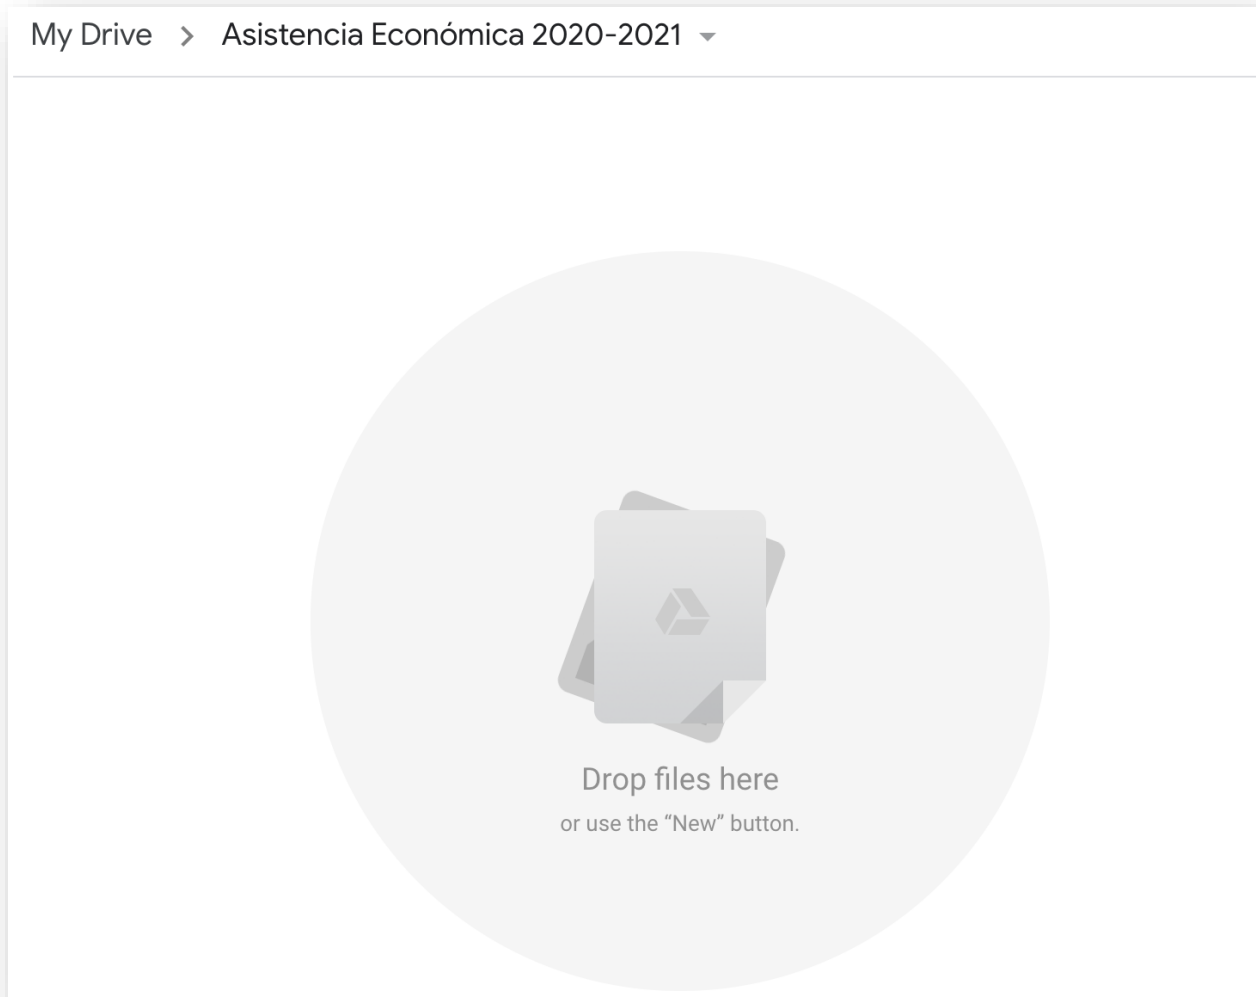 My Drive > Asistencia Económica 2020-2021
Drop files here
or use the “New” button.